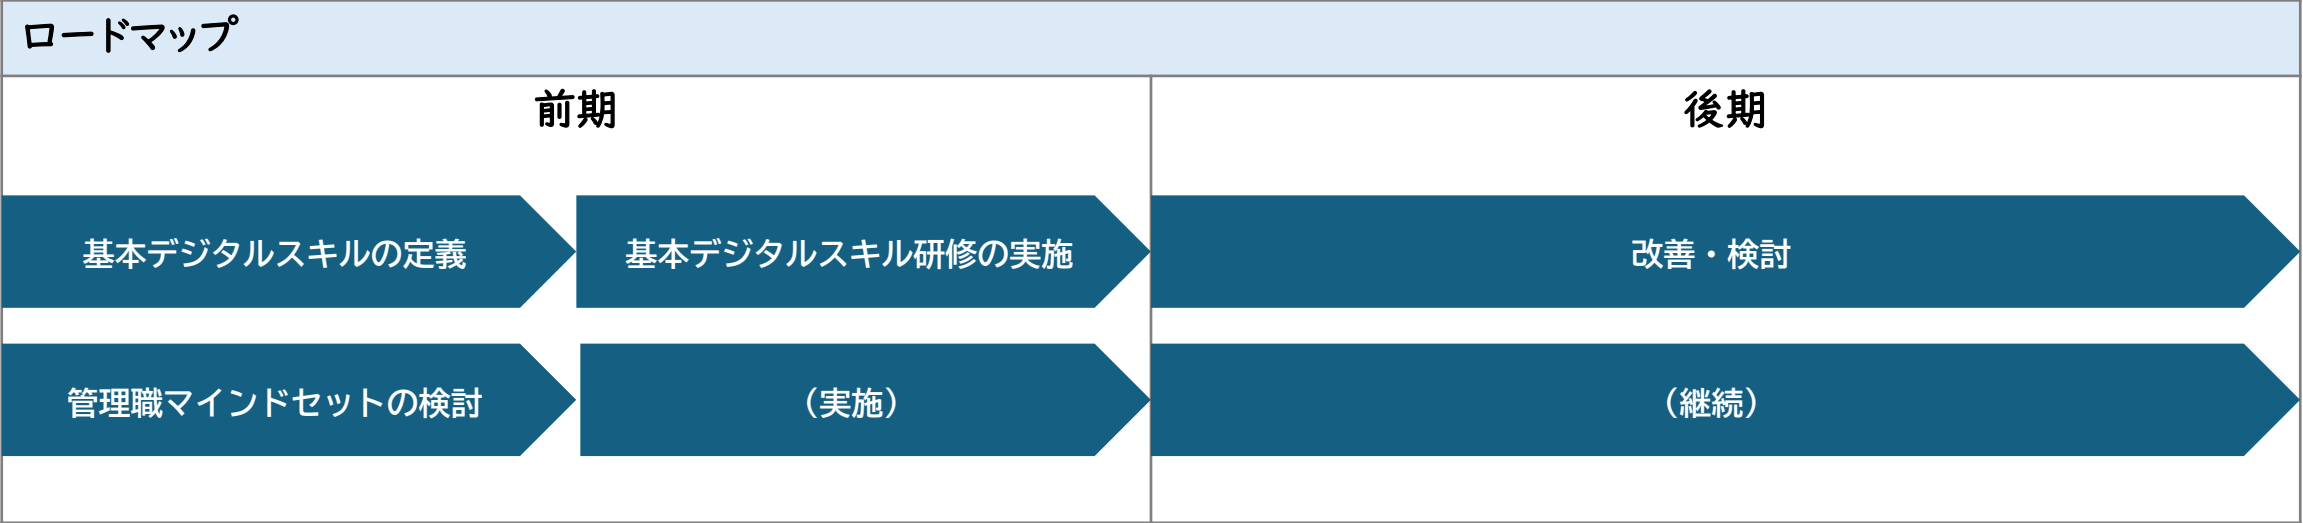 ロードマップ
前期
後期
基本デジタルスキルの定義
基本デジタルスキル研修の実施
改善・検討
管理職マインドセットの検討
（実施）
（継続）